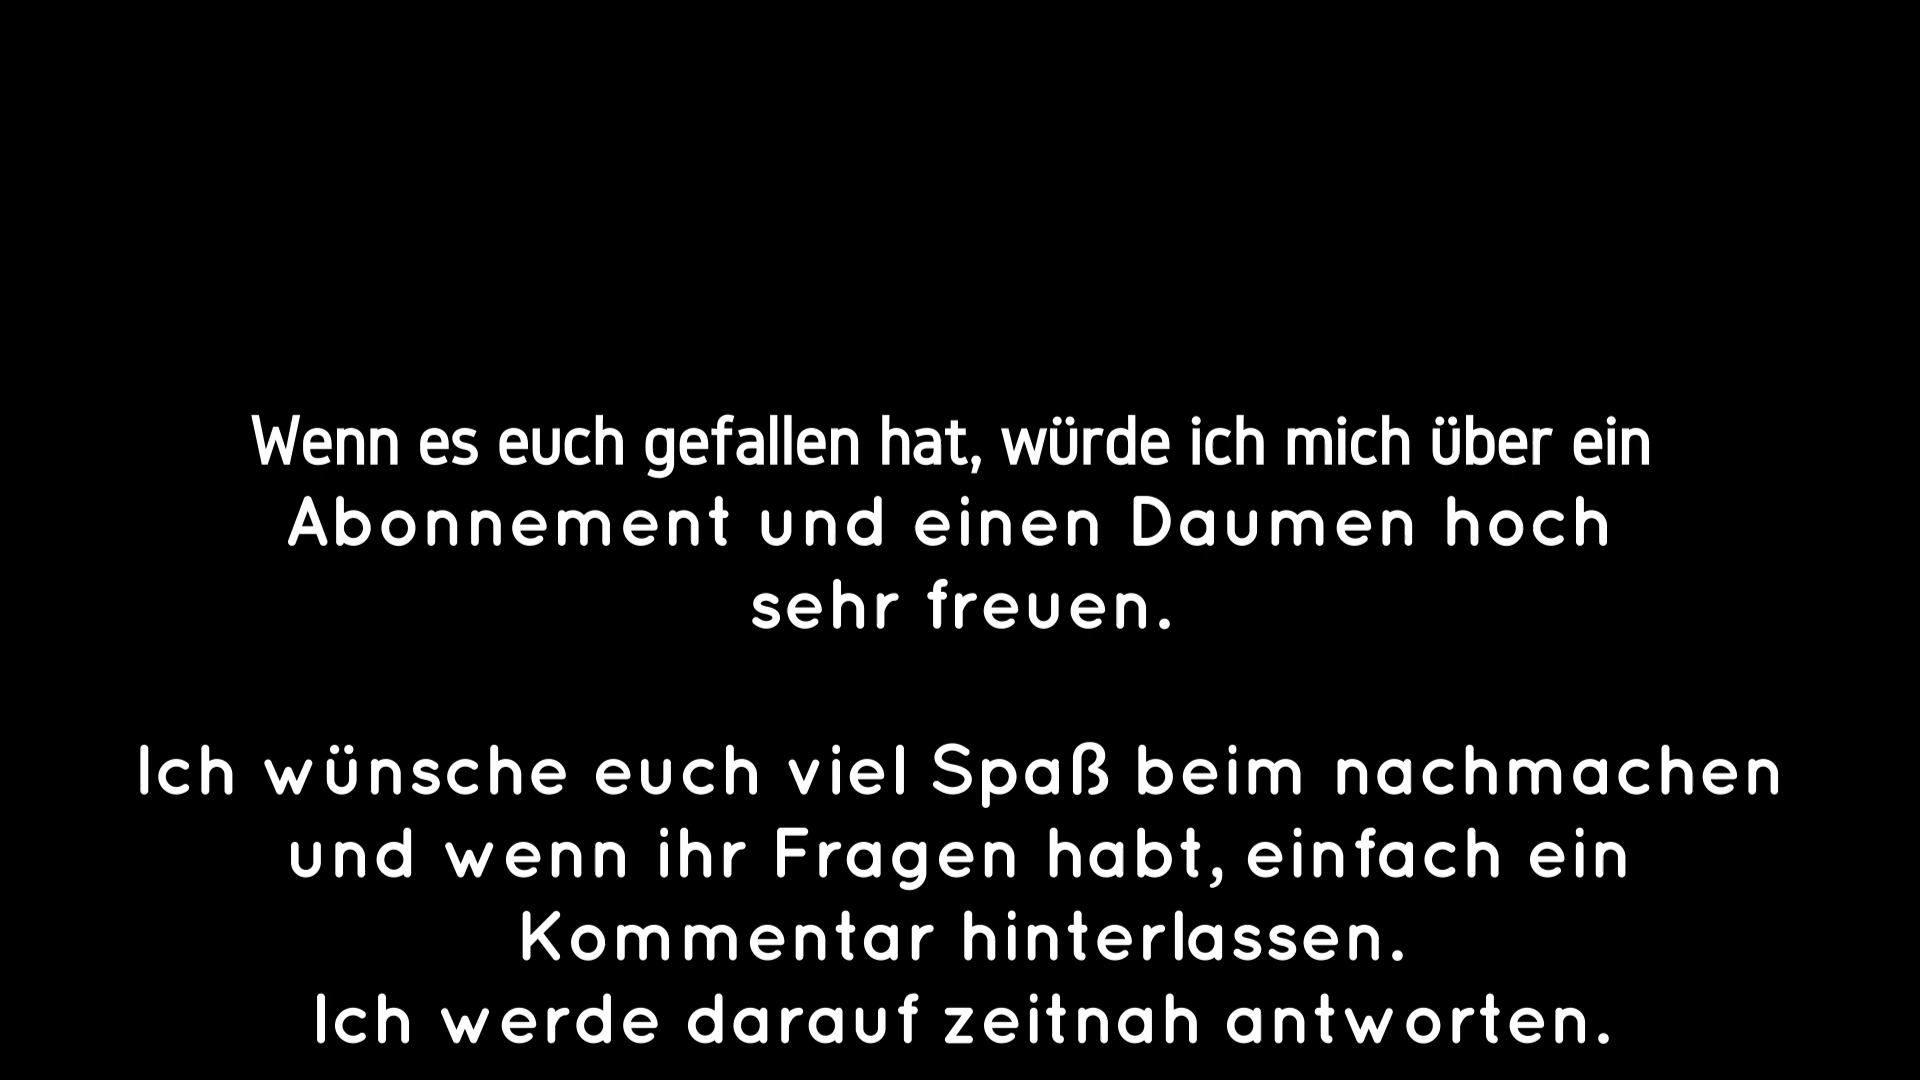 Wenn es euch gefallen hat, würde ich mich über ein
Abonnement und einen Daumen hoch
sehr freuen.
Ich wünsche euch viel Spaß beim nachmachen
und wenn ihr Fragen habt, einfach ein
Kommentar hinterlassen.
Ich werde darauf zeitnah antworten.